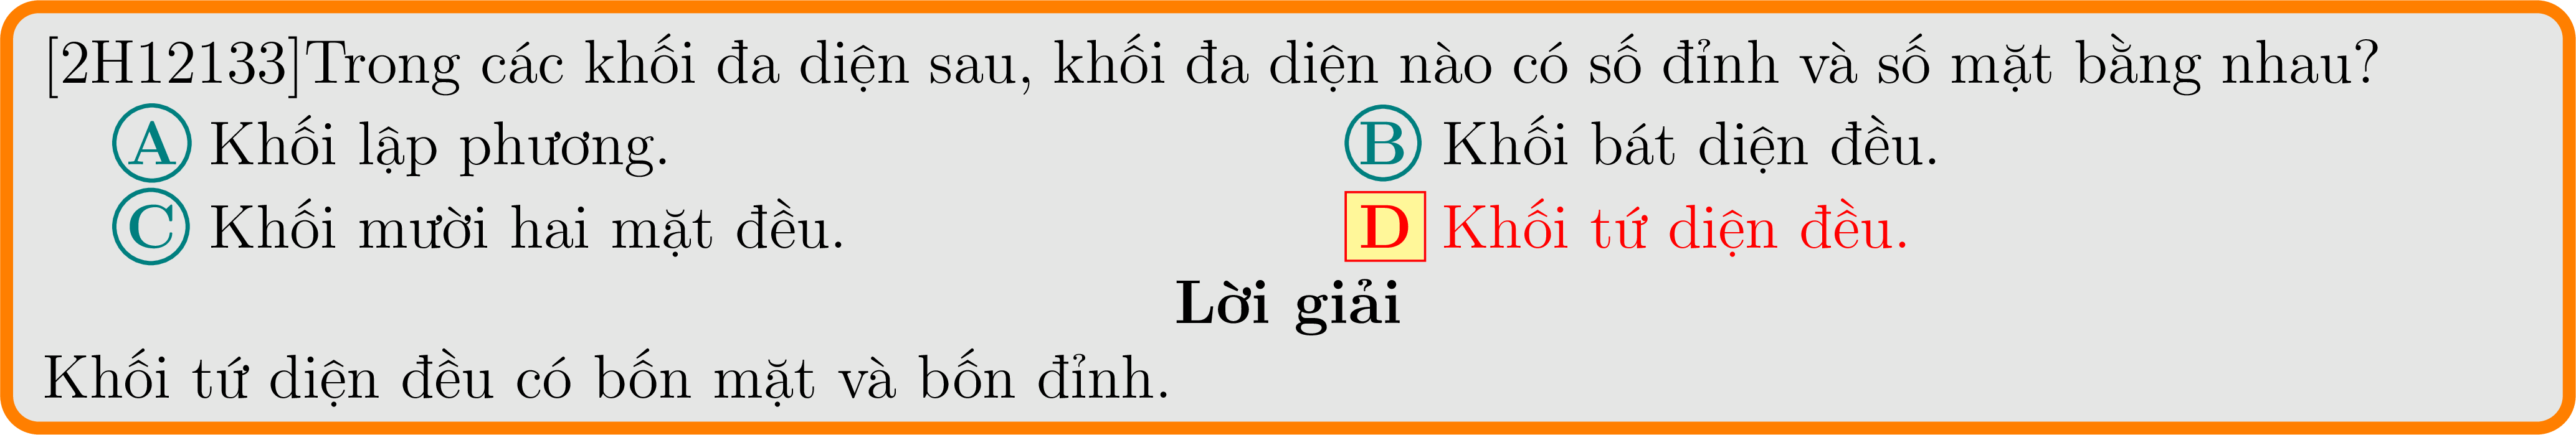 [2H12133]Trong các khối đa diện sau, khối đa diện nào có số đỉnh và số mặt bằng nhau?
A Khối lập phương. B Khối bát diện đều.
C Khối mười hai mặt đều. D Khối tứ diện đều.
Lời giải
Khối tứ diện đều có bốn mặt và bốn đỉnh.